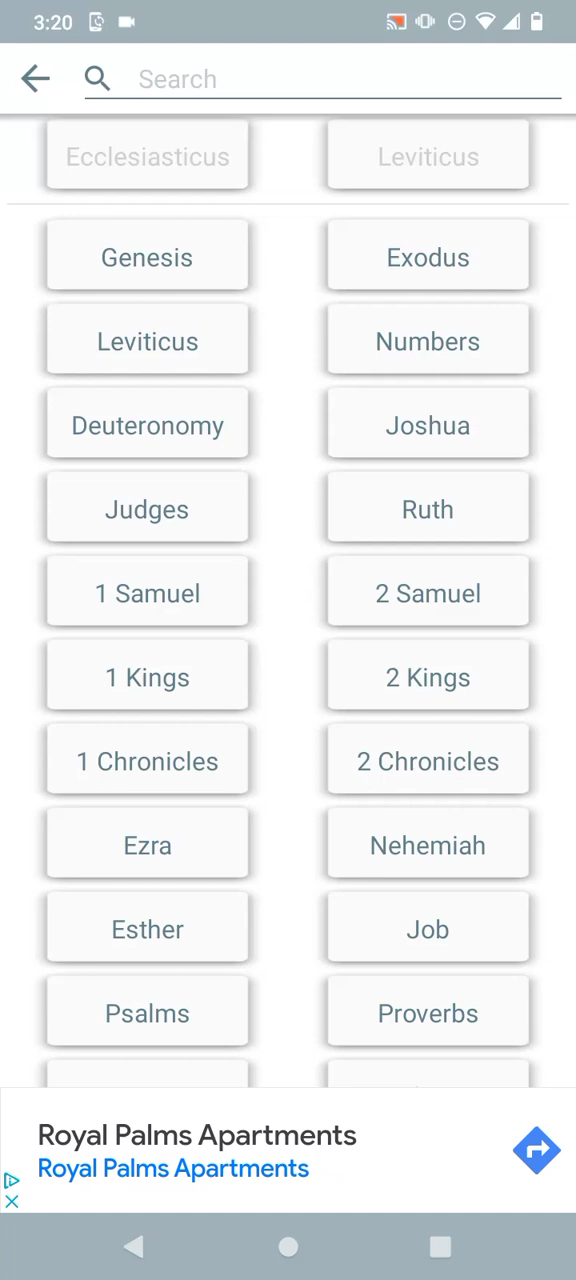 3:20
Search
Ecclesiasticus Leviticus
Genesis Exodus
Leviticus Numbers
Deuteronomy Joshua
Judges Ruth
1 Samuel 2 Samuel
1 Kings 2 Kings
1 Chronicles 2 Chronicles
Ezra Nehemiah
Esther Job
Psalms Proverbs
Royal Palms Apartments
Royal Palms Apartments